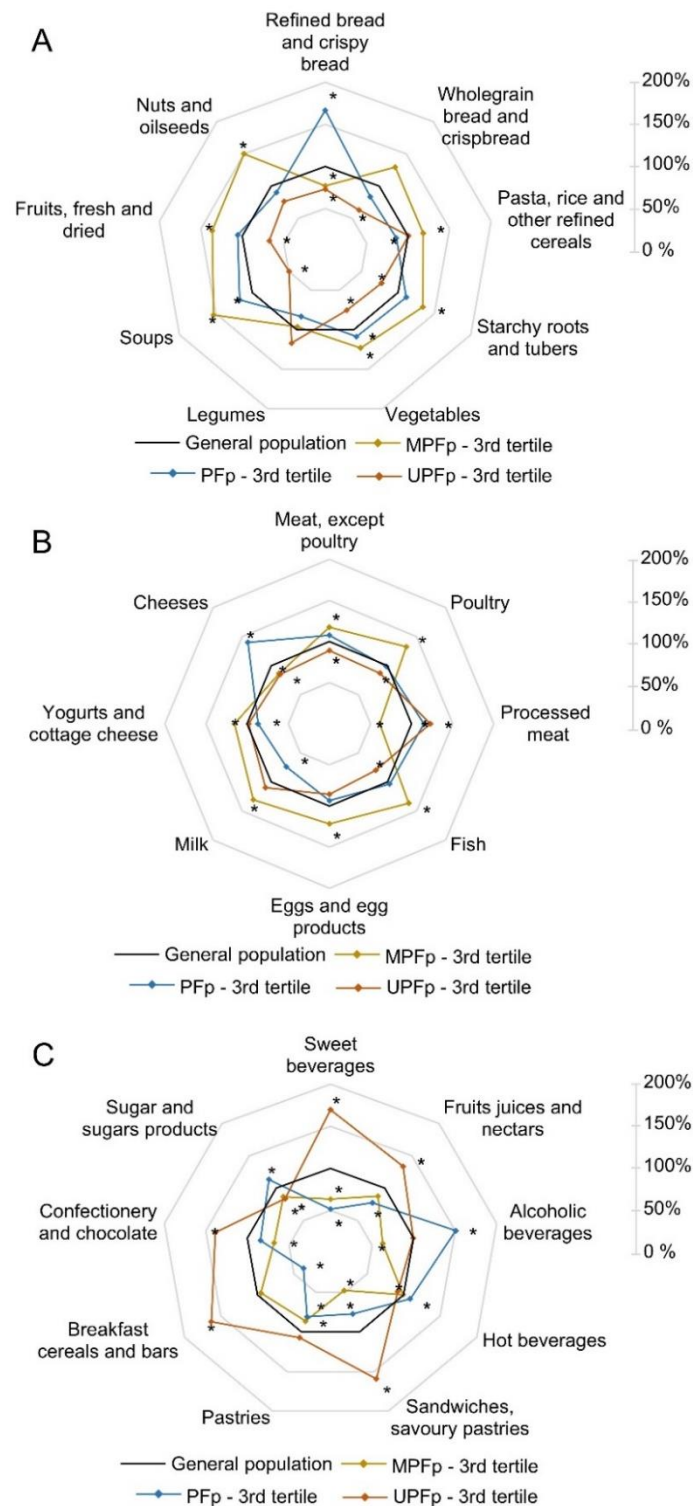 A
Refined bread
and crispy
bread
Nuts and
oilseeds
Wholegrain
bread and
crispbread
200%
150%
100%
50%
0 %
Fruits, fresh and
dried
Pasta, rice and
other refined
cereals
Soups
Starchy roots
and tubers
Legumes
Vegetables
General population
MPFp - 3rd tertile
PFp - 3rd tertile
UPFp - 3rd tertile
B
Meat, except
poultry
Cheeses
Poultry
200%
150%
100%
50%
0 %
Yogurts and
cottage cheese
Processed
meat
Milk
Fish
Eggs and egg
products
General population
MPFp - 3rd tertile
PFp - 3rd tertile
UPFp - 3rd tertile
C
Sweet
beverages
Sugar and
sugars products
Fruits juices and
nectars
200%
150%
100%
50%
0 %
Confectionery
and chocolate
Alcoholic
beverages
Breakfast
cereals and bars
Hot beverages
Pastries
Sandwiches,
savoury pastries
General population
MPFp - 3rd tertile
PFp - 3rd tertile
UPFp - 3rd tertile